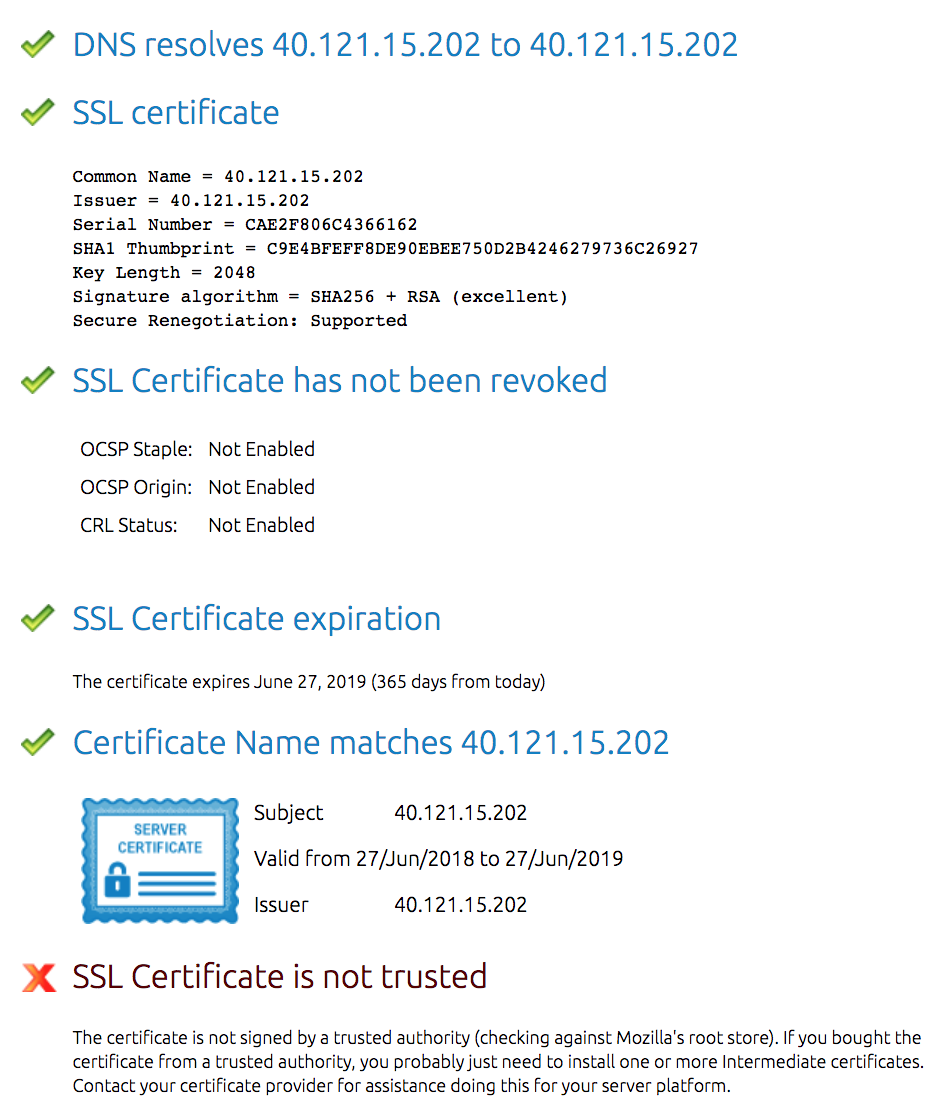 DNS resolves 40.121.15.202 to 40.121.15.202
SSL certificate
Common Name = 40.121.15.202
Issuer = 40.121.15.202
Serial Number = CAE2F806C4366162
SHA1 Thumbprint = C9E4BFEFF8DE90EBEE750D2B4246279736C26927
Key Length = 2048
Signature algorithm = SHA256 + RSA (excellent)
Secure Renegotiation: Supported
SSL Certificate has not been revoked
OCSP Staple: Not Enabled
OCSP Origin: Not Enabled
CRL Status: Not Enabled
SSL Certificate expiration
The certificate expires June 27, 2019 (365 days from today)
Certificate Name matches 40.121.15.202
SERVER
CERTIFICATE
Subject 40.121.15.202
Valid from 27/Jun/2018 to 27/Jun/2019
Issuer 40.121.15.202
SSL Certificate is not trusted
The certificate is not signed by a trusted authority (checking against Mozilla's root store). If you bought the
certificate from a trusted authority, you probably just need to install one or more Intermediate certificates.
Contact your certificate provider for assistance doing this for your server platform.